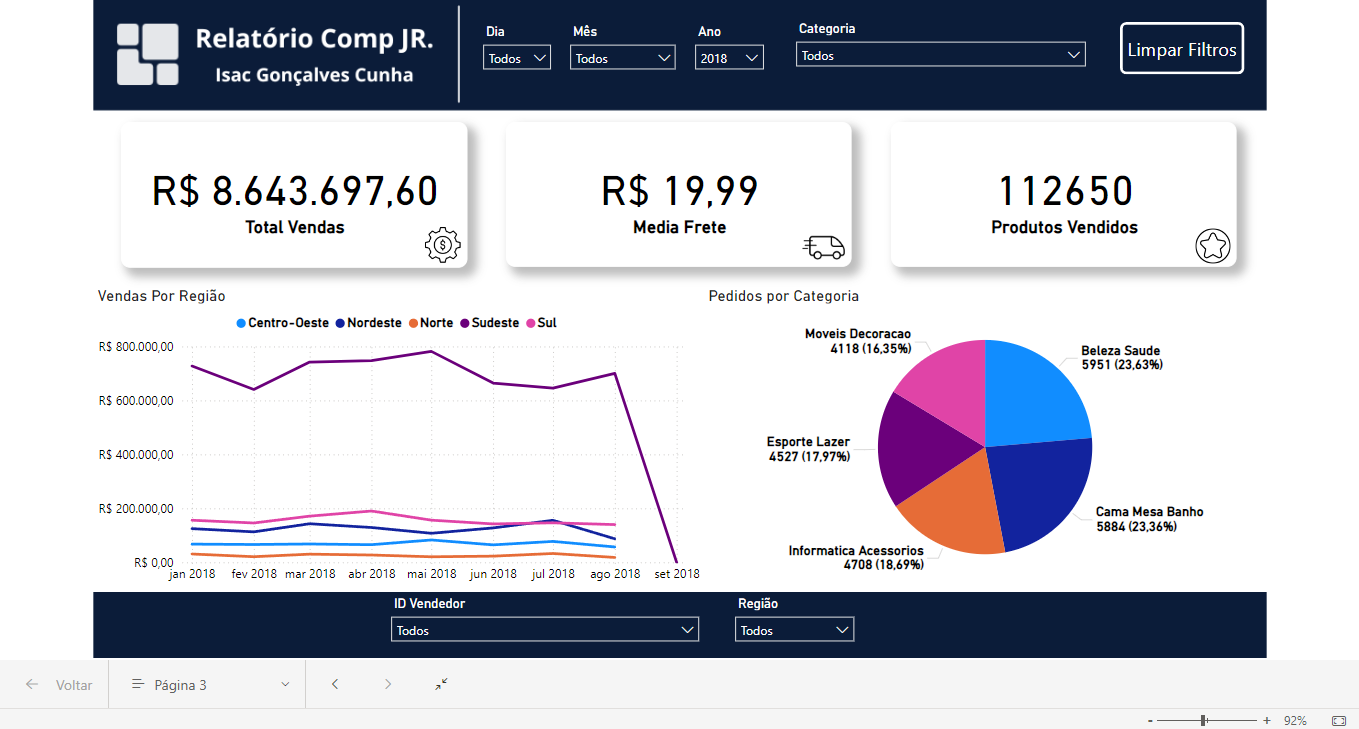 Relatório Comp JR.
Isac Gonçalves Cunha
Dia
Todos
Mês
Todos
Ano
2018
Categoria
Todos
Limpar Filtros
R$ 8.643.697,60
Total Vendas
R$ 19,99
Media Frete
112650
Produtos Vendidos
Vendas Por Região
Centro-Oeste Nordeste Norte Sudeste Sul
R$ 800.000,00
R$ 600.000,00
R$ 400.000,00
R$ 200.000,00
R$ 0,00
jan 2018 fev 2018 mar 2018 abr 2018 mai 2018 jun 2018 jul 2018 ago 2018 set 2018
Pedidos por Categoria
Moveis Decoracao
4118 (16,35%)
Beleza Saude
5951 (23,63%)
Esporte Lazer
4527 (17,97%)
Cama Mesa Banho
5884 (23,36%)
Informatica Acessorios
4708 (18,69%)
ID Vendedor
Todos
Região
Todos
Voltar
Página 3
- + 92%